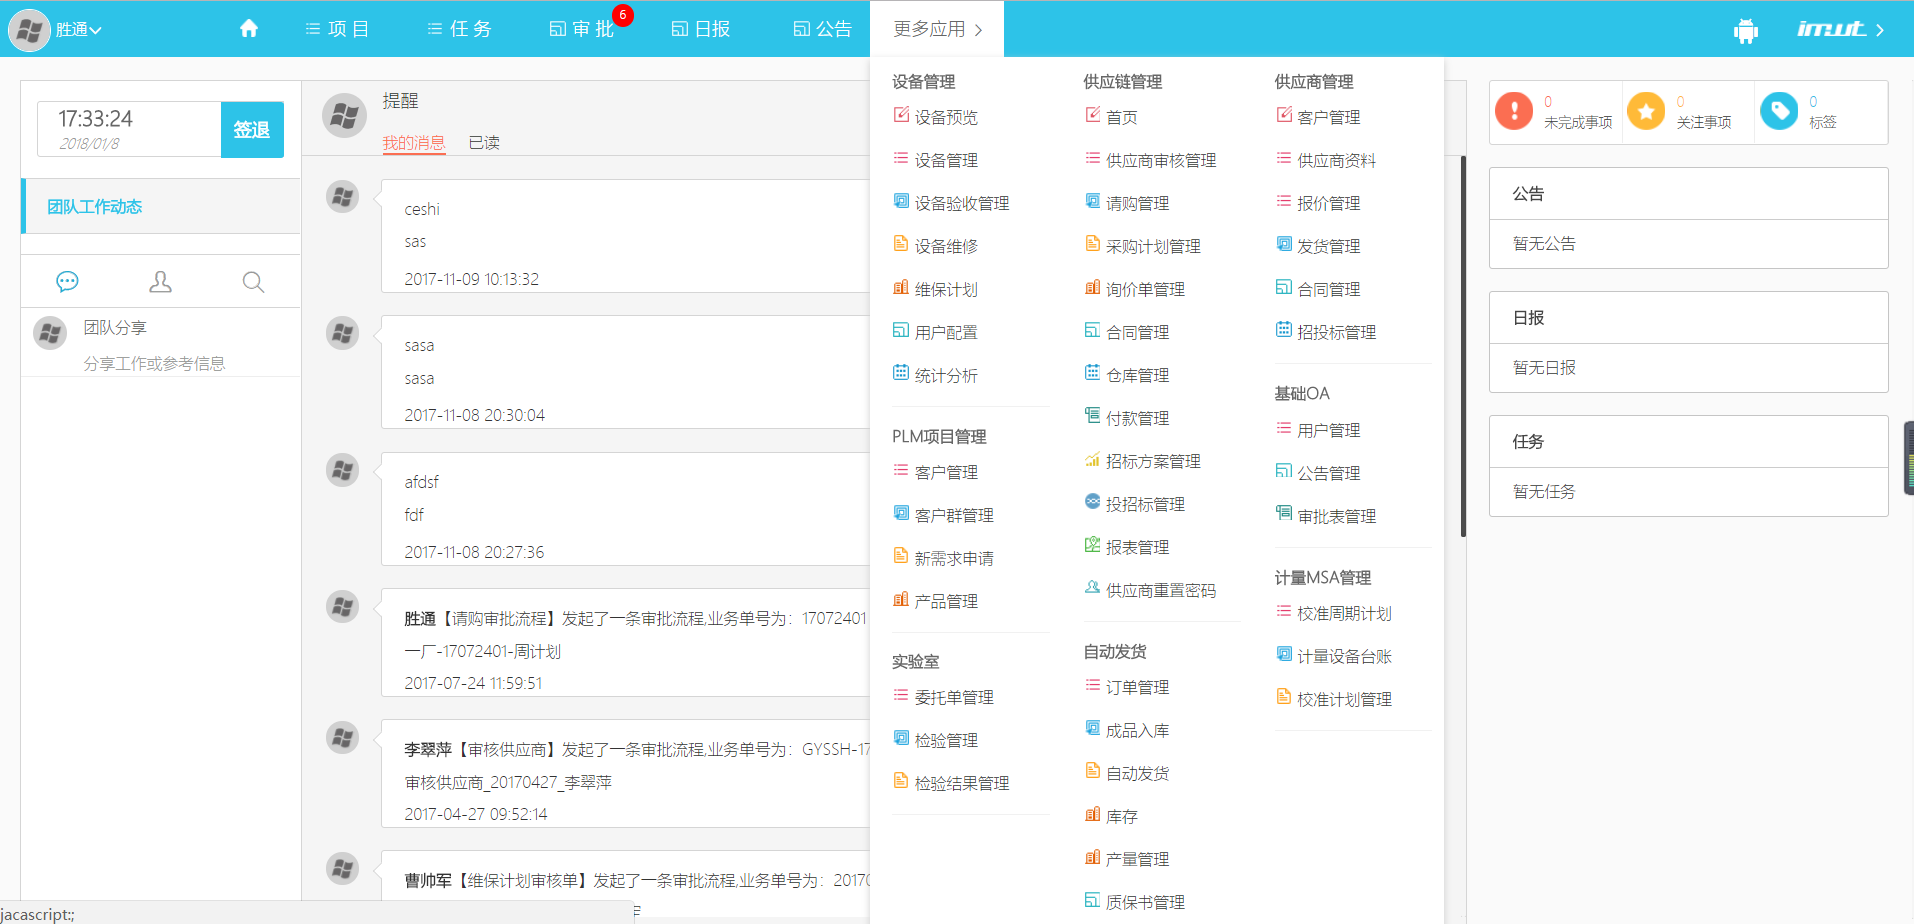 胜通
项 目
任 务
审 批
6
日报
公告
更多应用
imwt
17:33:24
2018/01/8
签退
团队工作动态
团队分享
分享工作或参考信息
提醒
我的消息
已读
ceshi
sas
2017-11-09 10:13:32
sasa
sasa
2017-11-08 20:30:04
afdsf
fdf
2017-11-08 20:27:36
胜通【请购审批流程】发起了一条审批流程,业务单号为：17072401
一厂-17072401-周计划
2017-07-24 11:59:51
李翠萍【审核供应商】发起了一条审批流程,业务单号为：GYSSH-17
审核供应商_20170427_李翠萍
2017-04-27 09:52:14
曹帅军【维保计划审核单】发起了一条审批流程,业务单号为：2017
设备管理
设备预览
设备管理
设备验收管理
设备维修
维保计划
用户配置
统计分析
PLM项目管理
客户管理
客户群管理
新需求申请
产品管理
实验室
委托单管理
检验管理
检验结果管理
供应链管理
首页
供应商审核管理
请购管理
采购计划管理
询价单管理
合同管理
仓库管理
付款管理
招标方案管理
投招标管理
报表管理
供应商重置密码
自动发货
订单管理
成品入库
自动发货
库存
产量管理
质保书管理
供应商管理
客户管理
供应商资料
报价管理
发货管理
合同管理
招投标管理
基础OA
用户管理
公告管理
审批表管理
计量MSA管理
校准周期计划
计量设备台账
校准计划管理
0
未完成事项
0
关注事项
0
标签
公告
暂无公告
日报
暂无日报
任务
暂无任务
jacascript:;